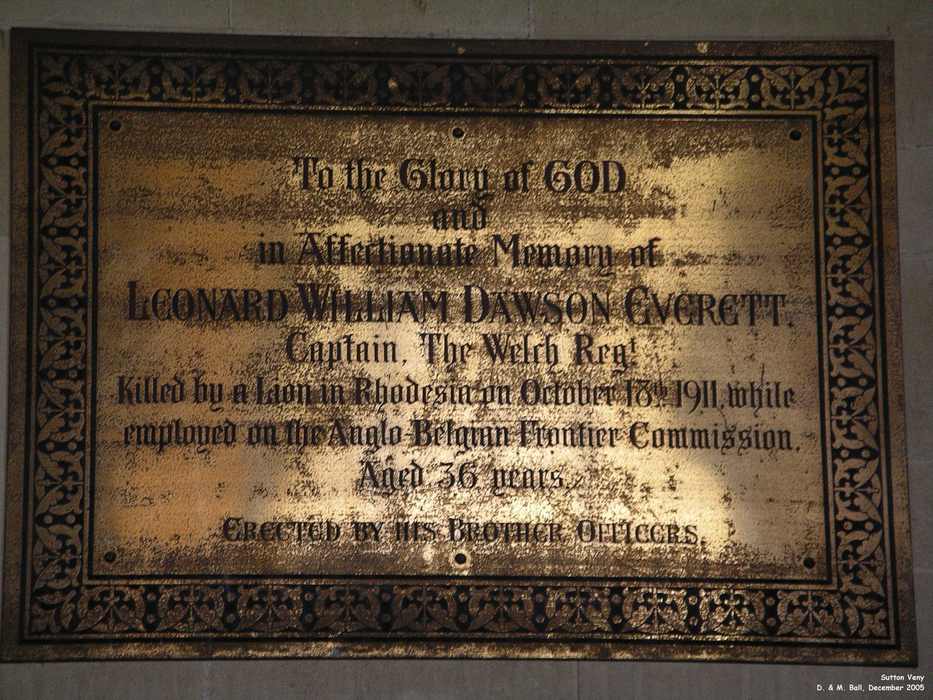 To the Glory of GOD
and
in Affectionate Memory of
LEONARD WILLIAM DAWSON EVERETT.
Captain, The Welch Regt
Killed by a Lion in Rhodesia on October 13th 1911, while
employed on the Anglo-Belgian Frontier Commission.
Aged 36 years.
ERECTED BY HIS BROTHER OFFICERS.
Sutton Veny
D. & M. Ball, December 2005